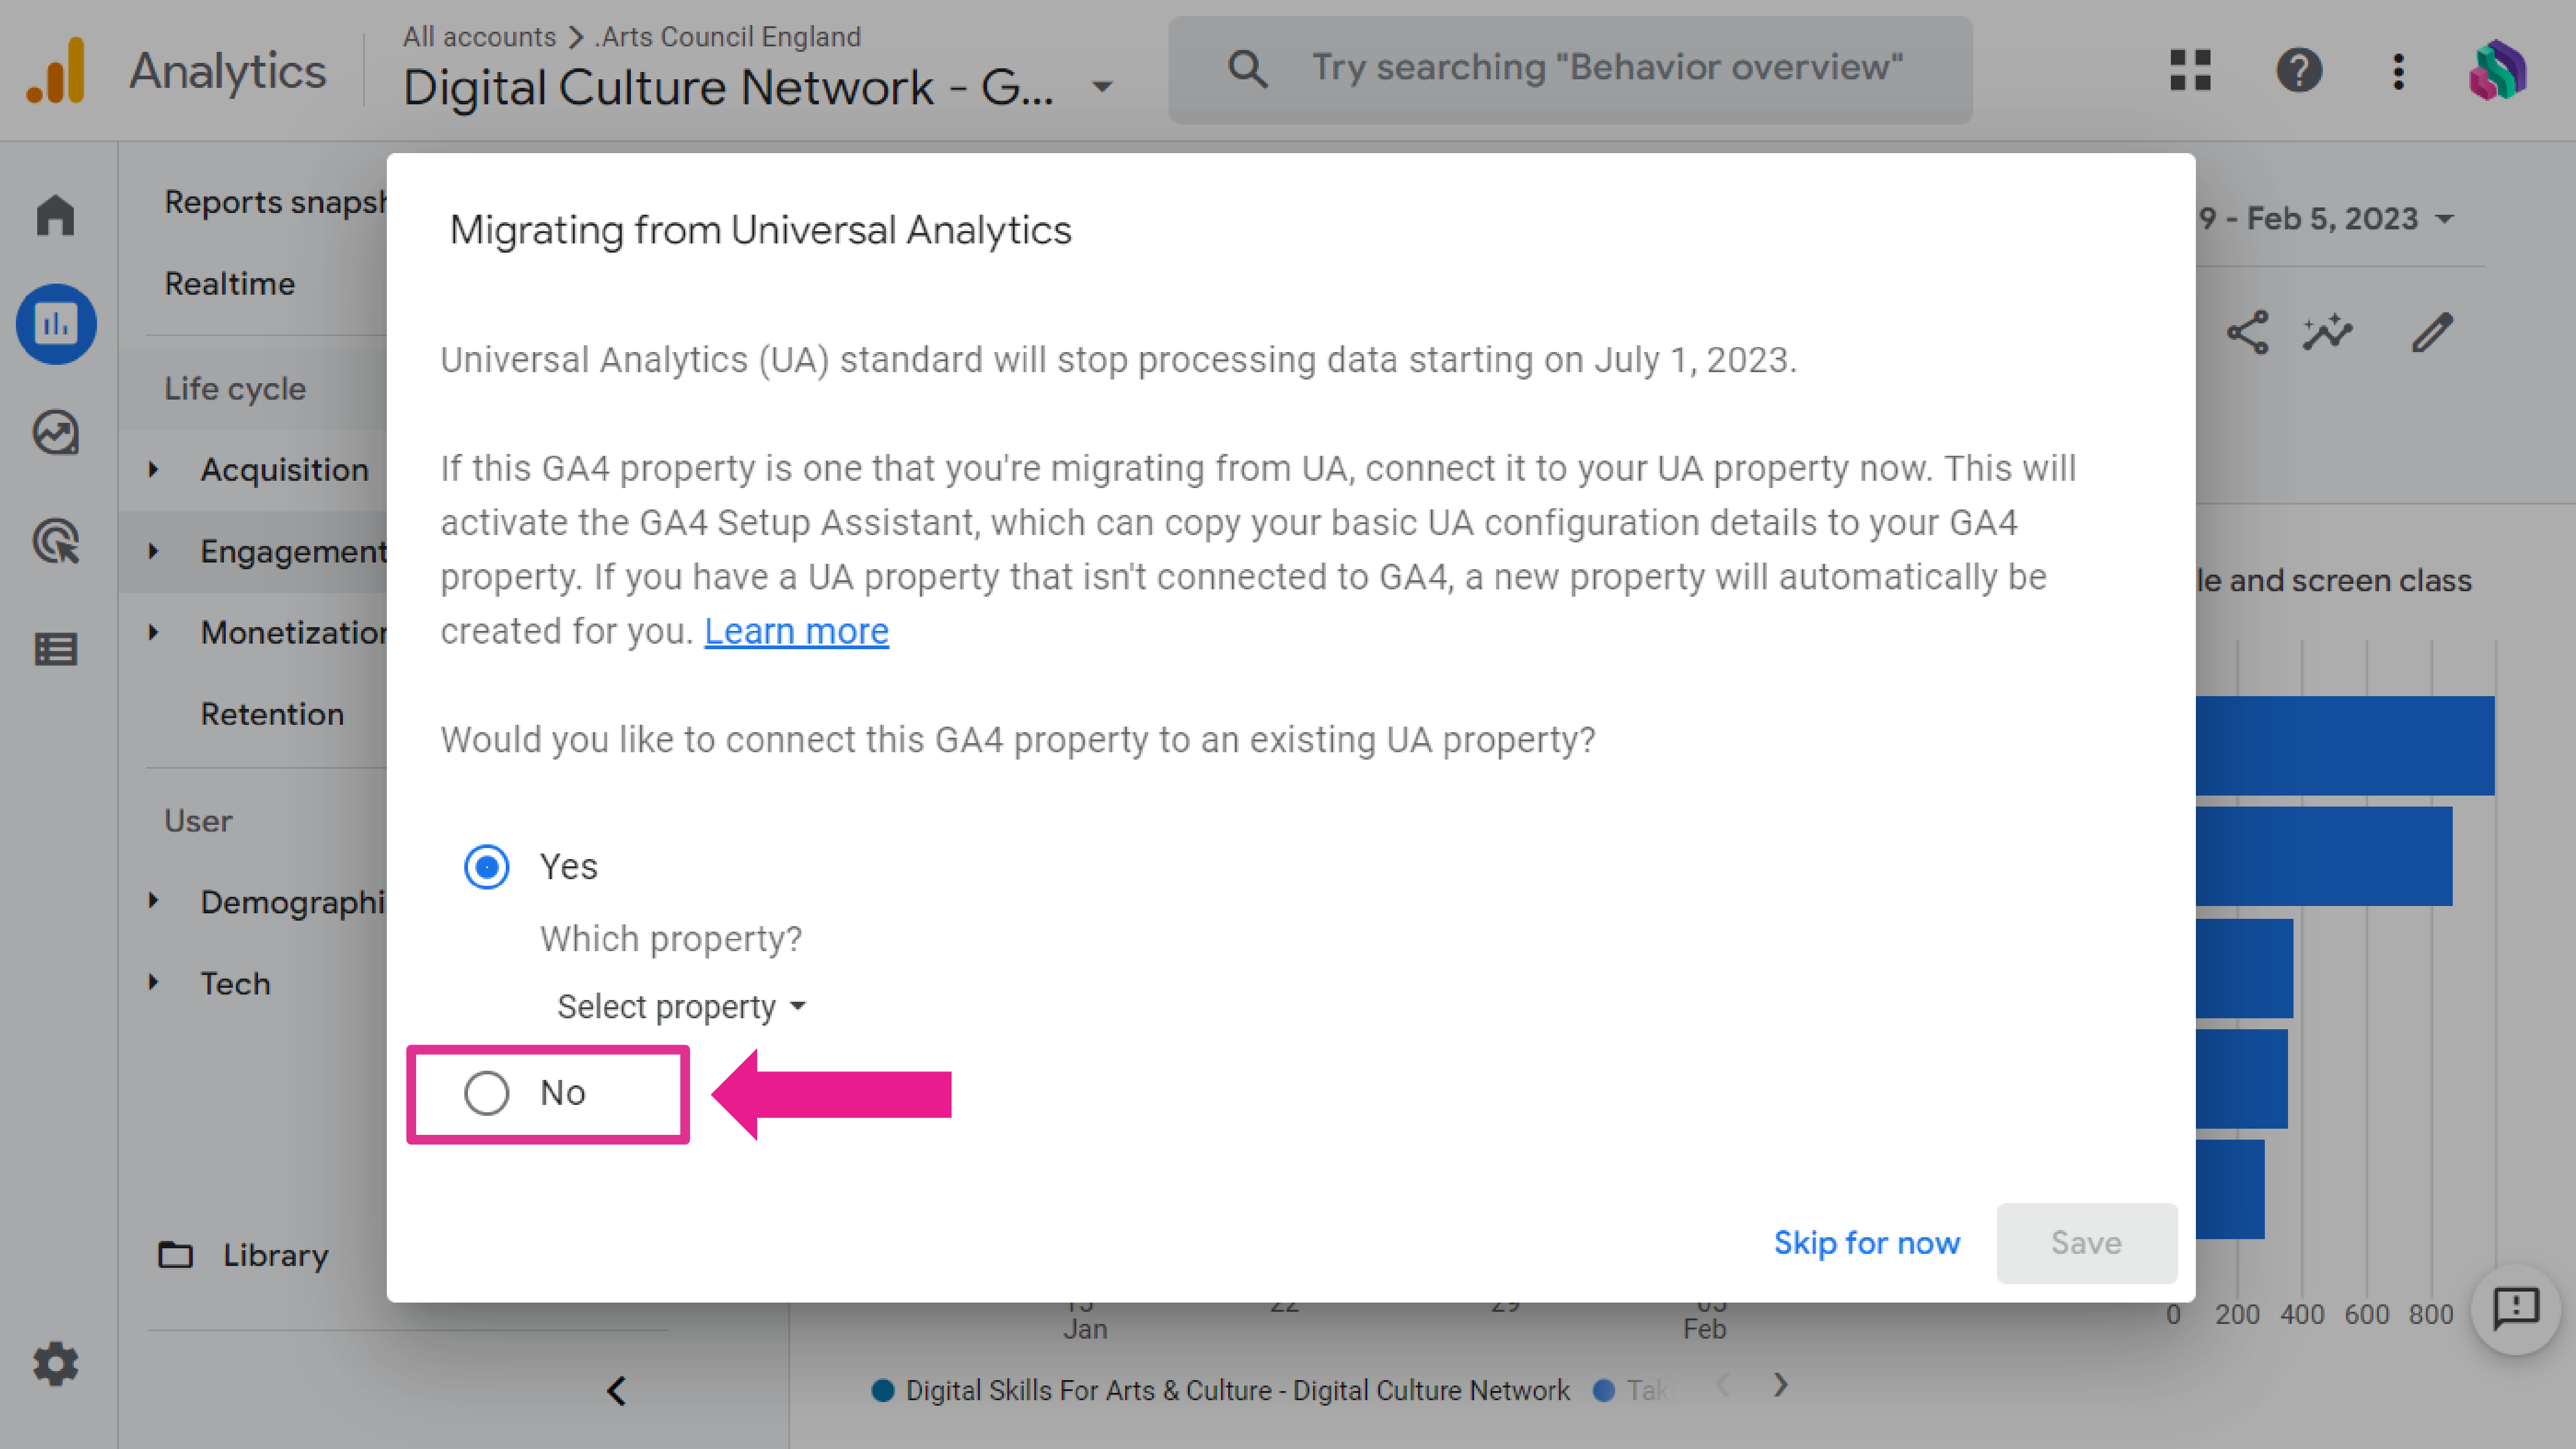 Analytics
All accounts > .Arts Council England
Digital Culture Network - G...
Try searching "Behavior overview"
Reports snapsh
Realtime
Life cycle
Acquisition
Engagement
Monetization
Retention
User
Demographi
Tech
Library
9 - Feb 5, 2023
Migrating from Universal Analytics
Universal Analytics (UA) standard will stop processing data starting on July 1, 2023.
If this GA4 property is one that you're migrating from UA, connect it to your UA property now. This will
activate the GA4 Setup Assistant, which can copy your basic UA configuration details to your GA4
property. If you have a UA property that isn't connected to GA4, a new property will automatically be
created for you. Learn more
Would you like to connect this GA4 property to an existing UA property?
Yes
Which property?
Select property
No
Skip for now
Save
le and screen class
0 200 400 600 800
15 22 29 05
Jan Feb
Digital Skills For Arts & Culture - Digital Culture Network Tak